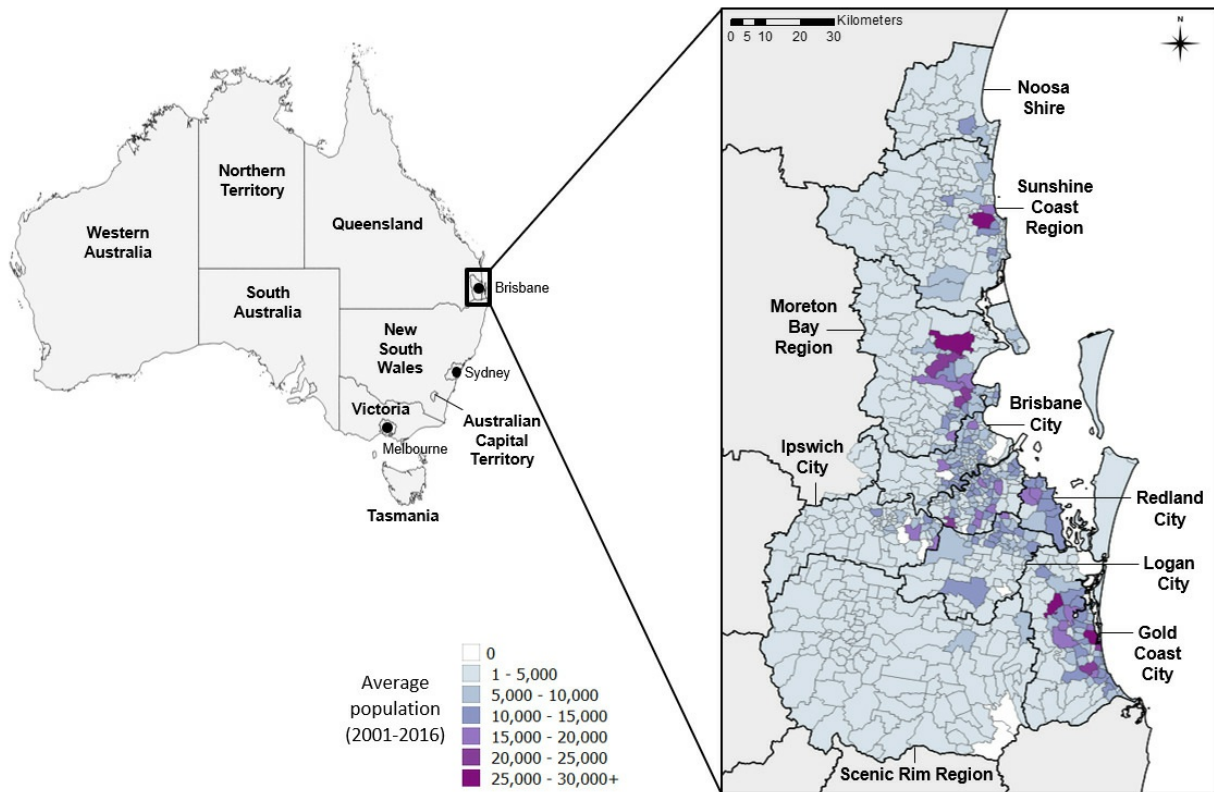 Northern
Territory
Western
Australia
Queensland
South
Australia
Brisbane
New
South
Wales
Sydney
Victoria
Melbourne
Australian
Capital
Territory
Tasmania
Average
population
(2001-2016)
0
1 - 5,000
5,000 - 10,000
10,000 - 15,000
15,000 - 20,000
20,000 - 25,000
25,000 - 30,000+
Kilometers
0 5 10 20 30
N
Noosa
Shire
Sunshine
Coast
Region
Moreton
Bay
Region
Brisbane
City
Ipswich
City
Redland
City
Logan
City
Gold
Coast
City
Scenic Rim Region